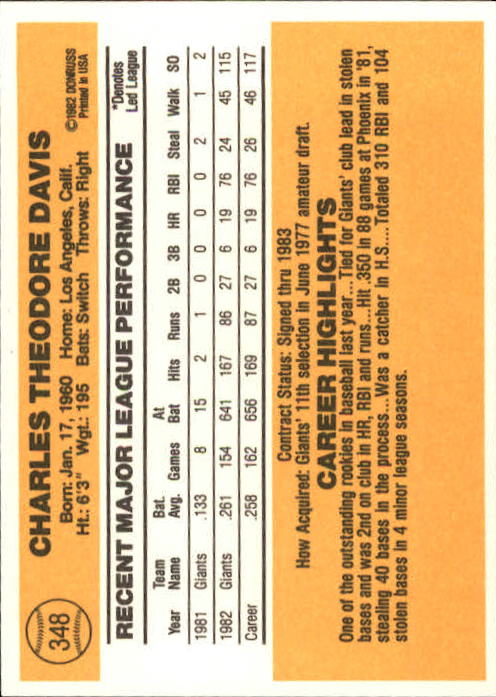 348
CHARLES THEODORE DAVIS
Born: Jan. 17, 1960 Home: Los Angeles, Calif.
Ht.: 6'3" Wgt.: 195 Bats: Switch Throws: Right
©1982 DONRUSS
Printed in USA
RECENT MAJOR LEAGUE PERFORMANCE
*Denotes
Led League
Year Team Name Bat. Avg. Games At Bat Hits Runs 2B 3B HR RBI Steal Walk SO
1981 Giants .133 8 15 2 1 0 0 0 0 2 1 2
1982 Giants .261 154 641 167 86 27 6 19 76 24 45 115
Career .258 162 656 169 87 27 6 19 76 26 46 117
Contract Status: Signed thru 1983
How Acquired: Giants' 11th selection in June 1977 amateur draft.
CAREER HIGHLIGHTS
One of the outstanding rookies in baseball last year...Tied for Giants' club lead in stolen
bases and was 2nd on club in HR, RBI and runs...Hit .350 in 88 games at Phoenix in '81,
stealing 40 bases in the process...Was a catcher in H.S....Totaled 310 RBI and 104
stolen bases in 4 minor league seasons.